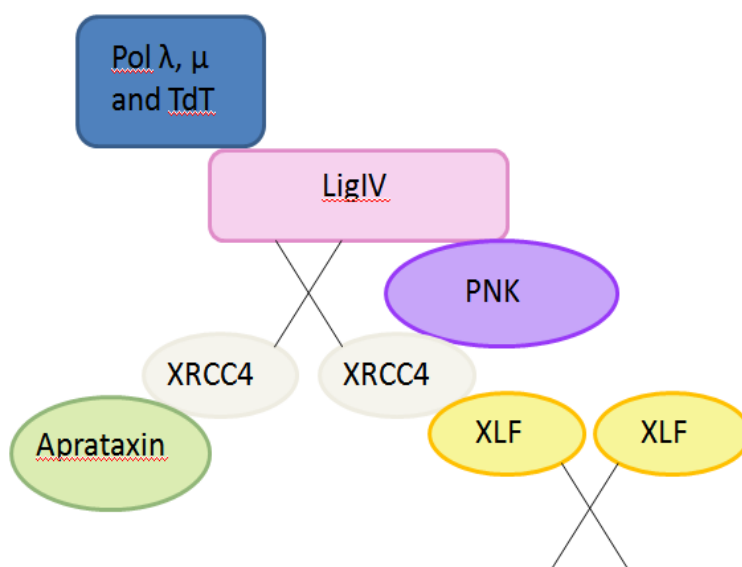 Pol λ, μ
and TdT
LigIV
PNK
XRCC4
XRCC4
XLF
XLF
Aprataxin